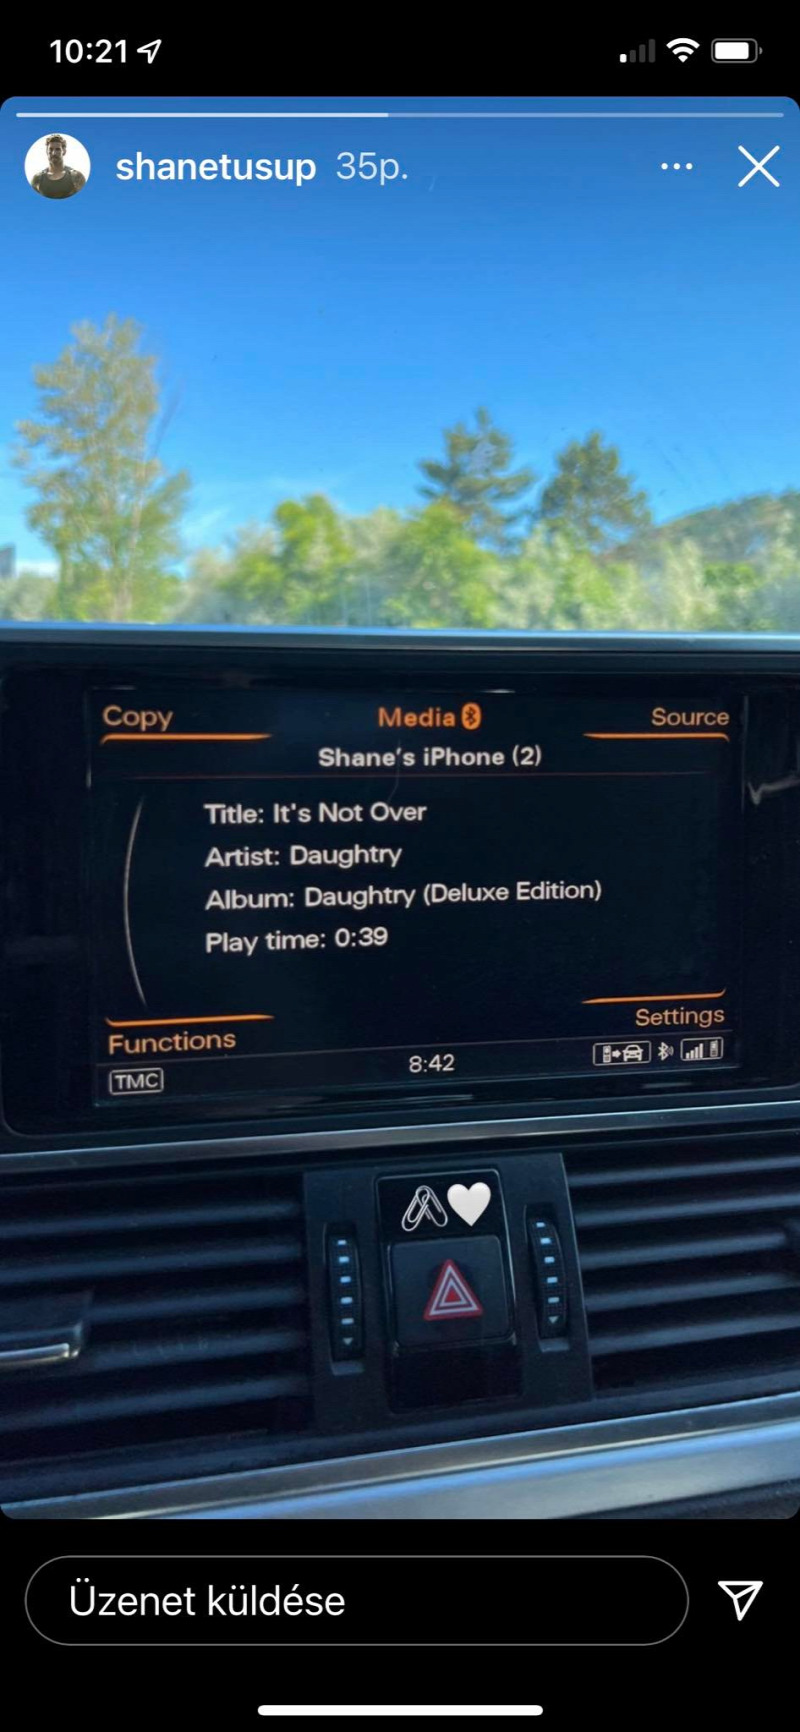 10:21
shanetusup 35p.
Copy Media Source
Shane's iPhone (2)
Title: It's Not Over
Artist: Daughtry
Album: Daughtry (Deluxe Edition)
Play time: 0:39
Settings
Functions
8:42
TMC
Üzenet küldése